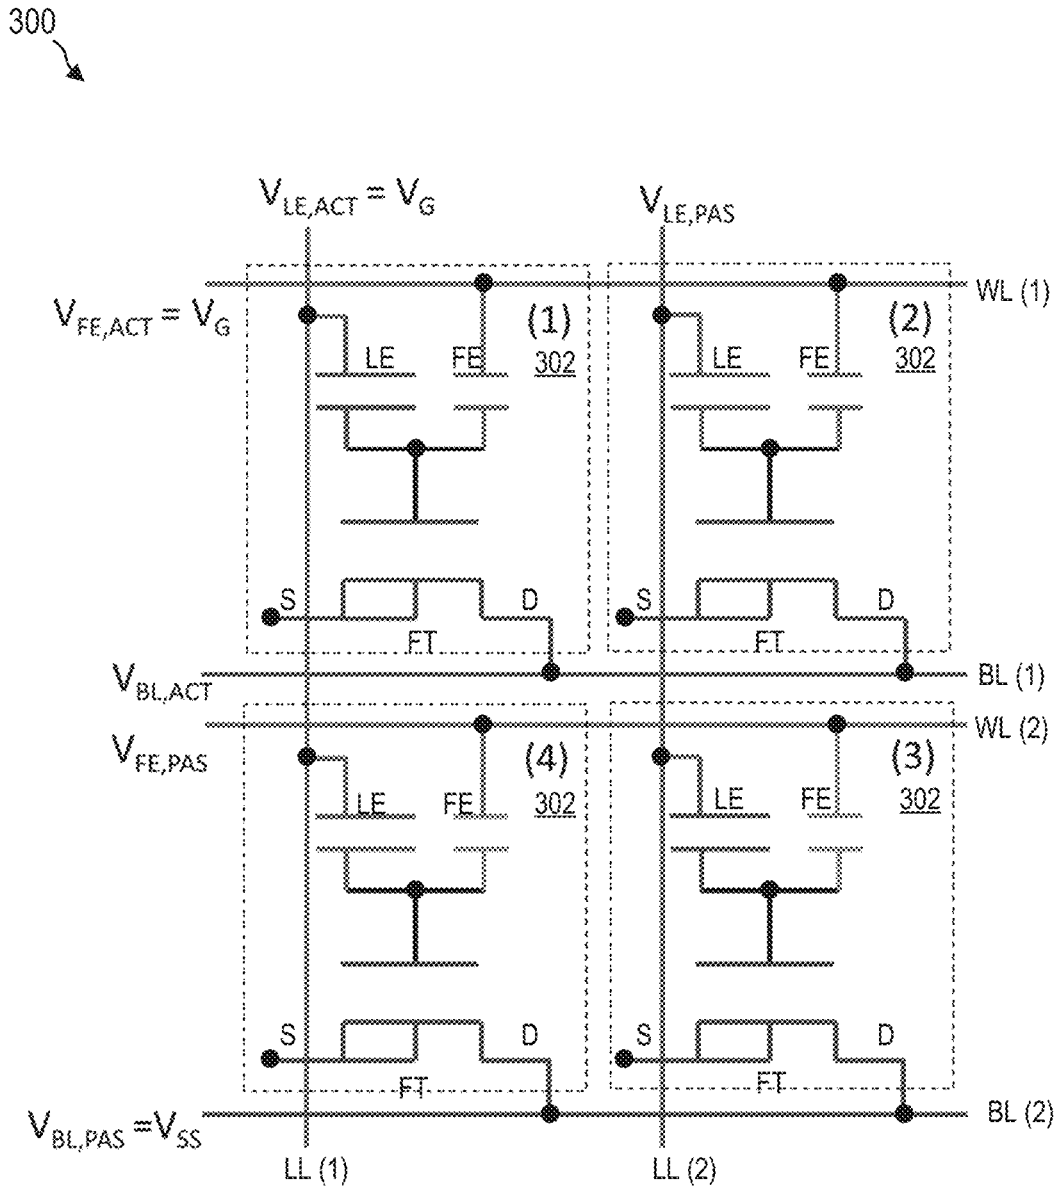 300
V_LE,ACT = V_G
V_LE,PAS
WL (1)
V_FE,ACT = V_G
(1)
302
LE
FE
S
D
FT
(2)
302
LE
FE
S
D
FT
V_BL,ACT
BL (1)
WL (2)
V_FE,PAS
(4)
302
LE
FE
S
D
FT
(3)
302
LE
FE
S
D
FT
V_BL,PAS =V_SS
BL (2)
LL (1)
LL (2)